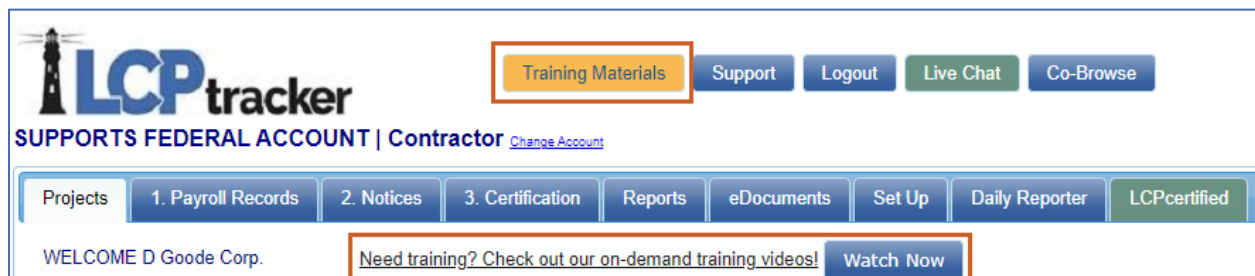 LCPtracker
Training Materials Support Logout Live Chat Co-Browse
SUPPORTS FEDERAL ACCOUNT | Contractor Change Account
Projects 1. Payroll Records 2. Notices 3. Certification Reports eDocuments Set Up Daily Reporter LCPcertified
WELCOME D Goode Corp. Need training? Check out our on-demand training videos! Watch Now